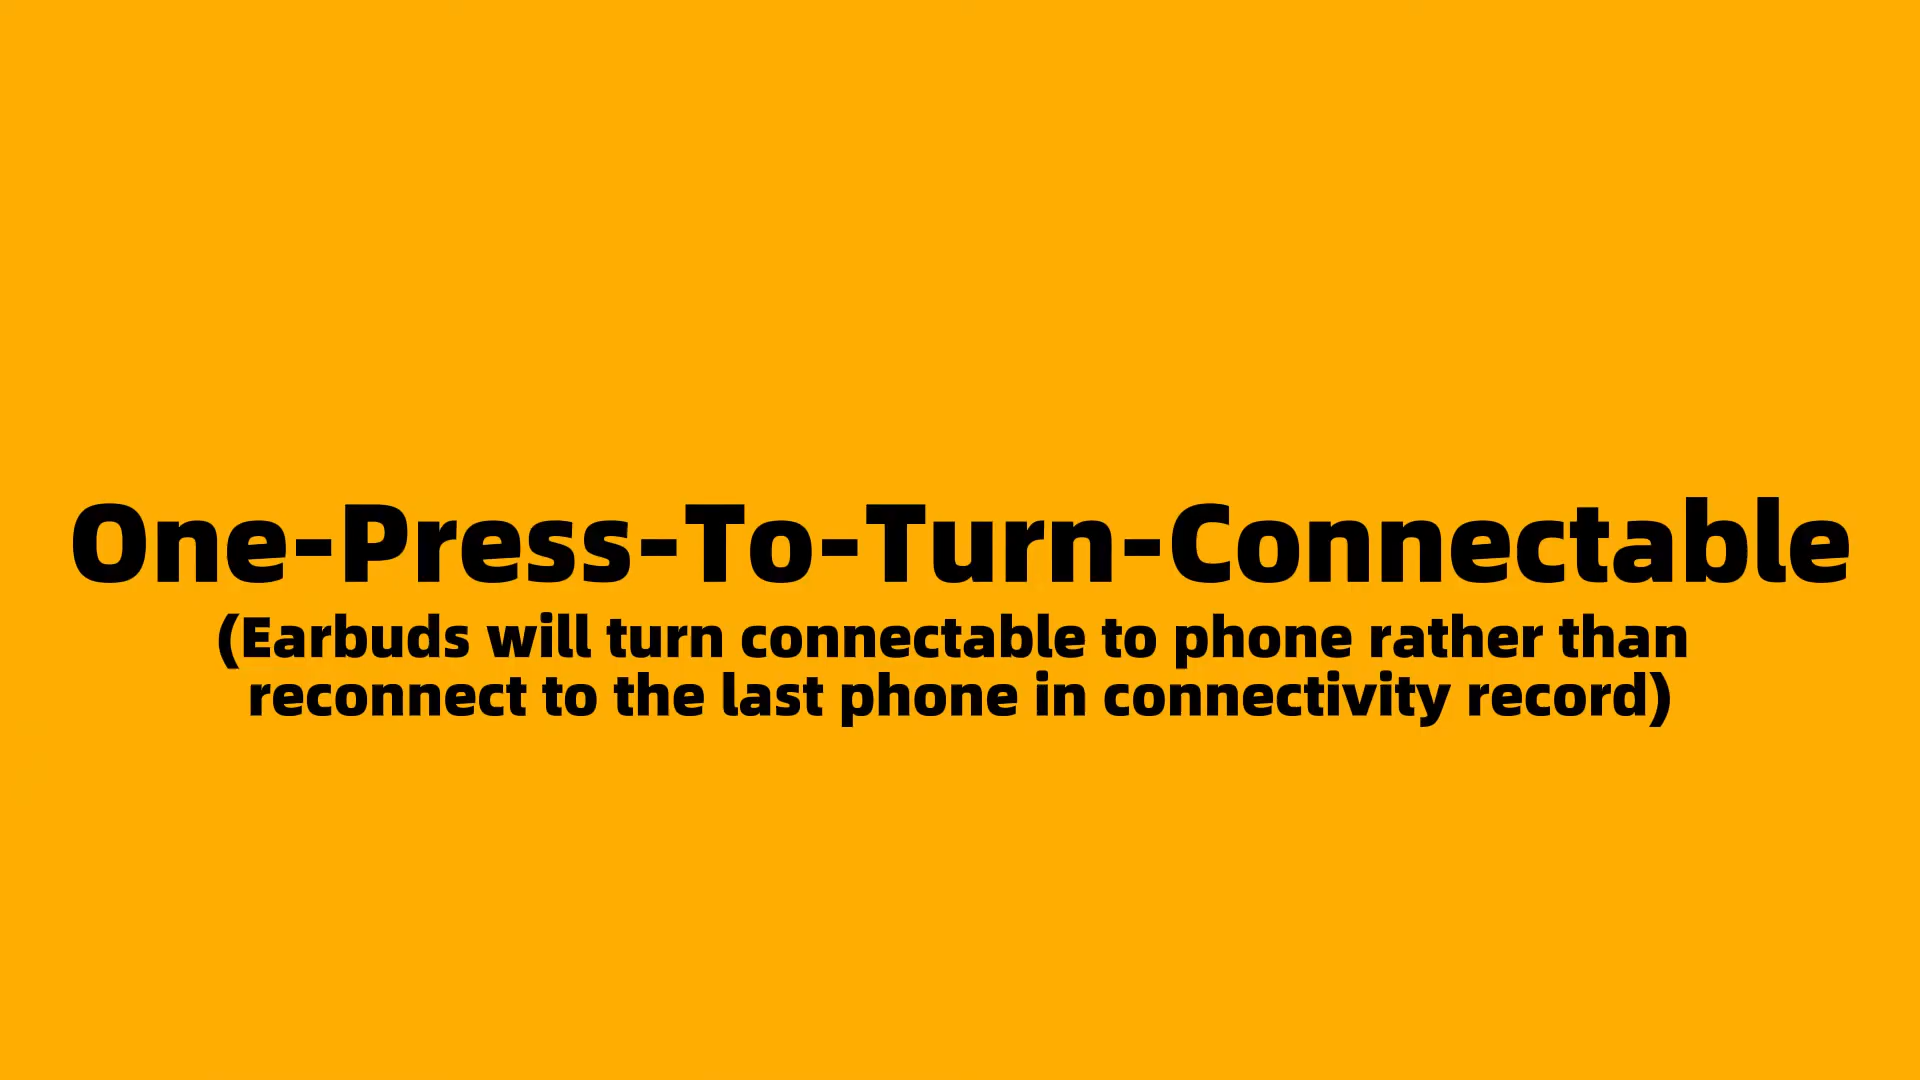 One-Press-To-Turn-Connectable
(Earbuds will turn connectable to phone rather than
reconnect to the last phone in connectivity record)